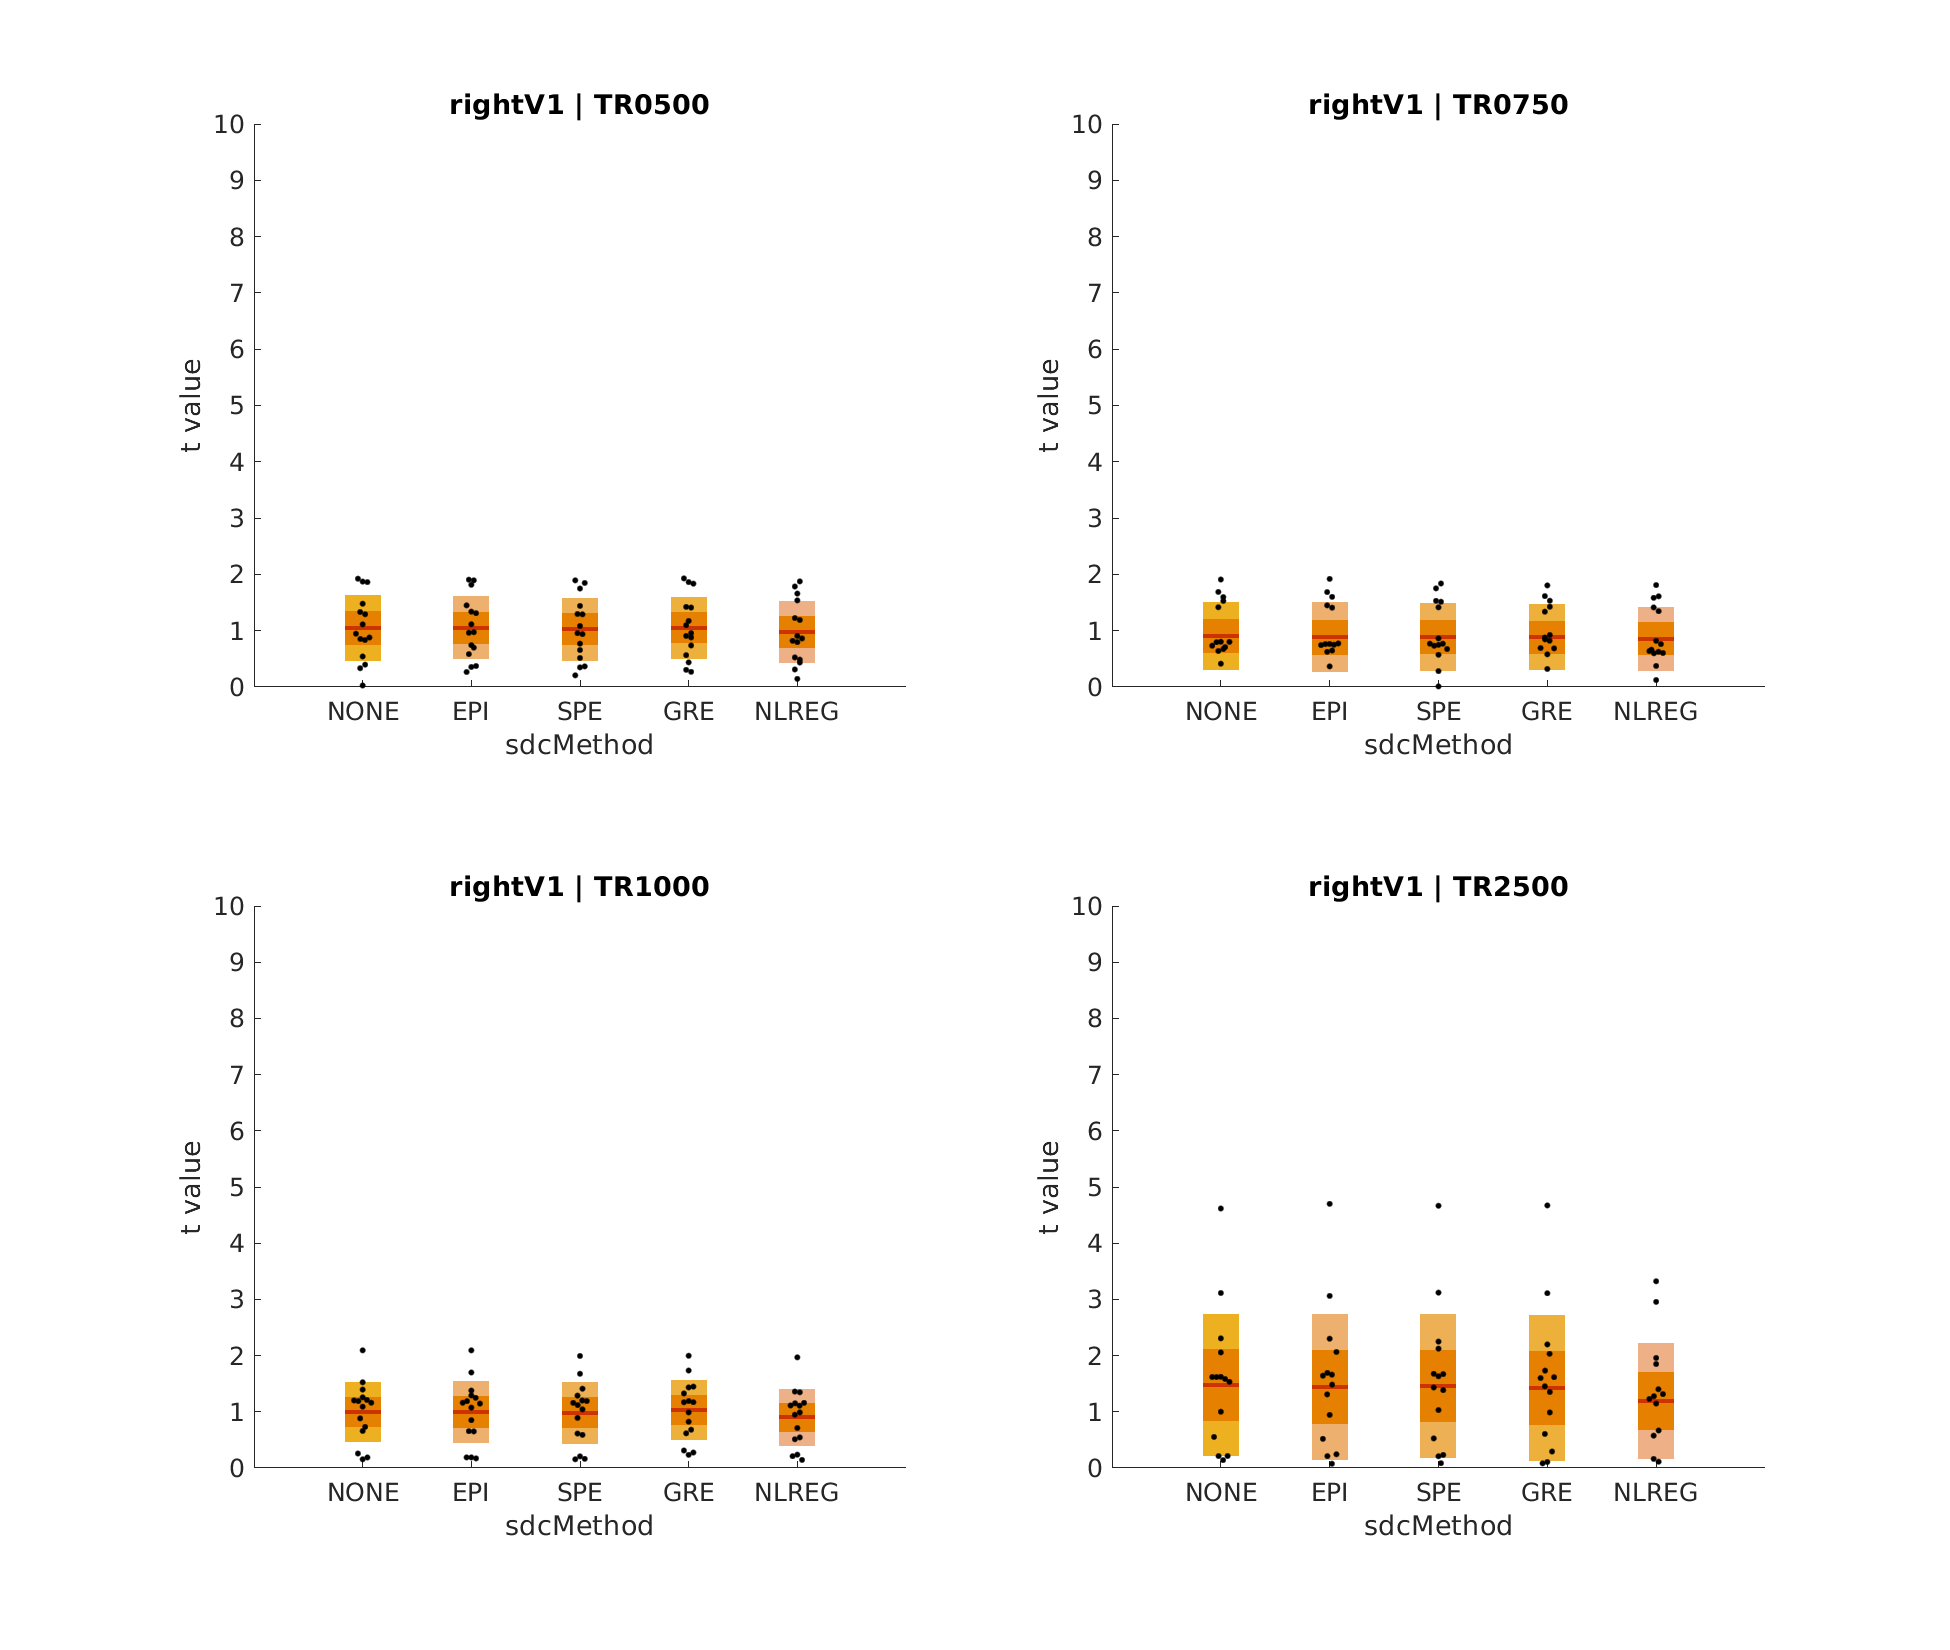 rightV1 | TR0500
10
9
8
7
6
5
4
3
2
1
0
t value
NONE EPI SPE GRE NLREG
sdcMethod
rightV1 | TR0750
10
9
8
7
6
5
4
3
2
1
0
t value
NONE EPI SPE GRE NLREG
sdcMethod
rightV1 | TR1000
10
9
8
7
6
5
4
3
2
1
0
t value
NONE EPI SPE GRE NLREG
sdcMethod
rightV1 | TR2500
10
9
8
7
6
5
4
3
2
1
0
t value
NONE EPI SPE GRE NLREG
sdcMethod